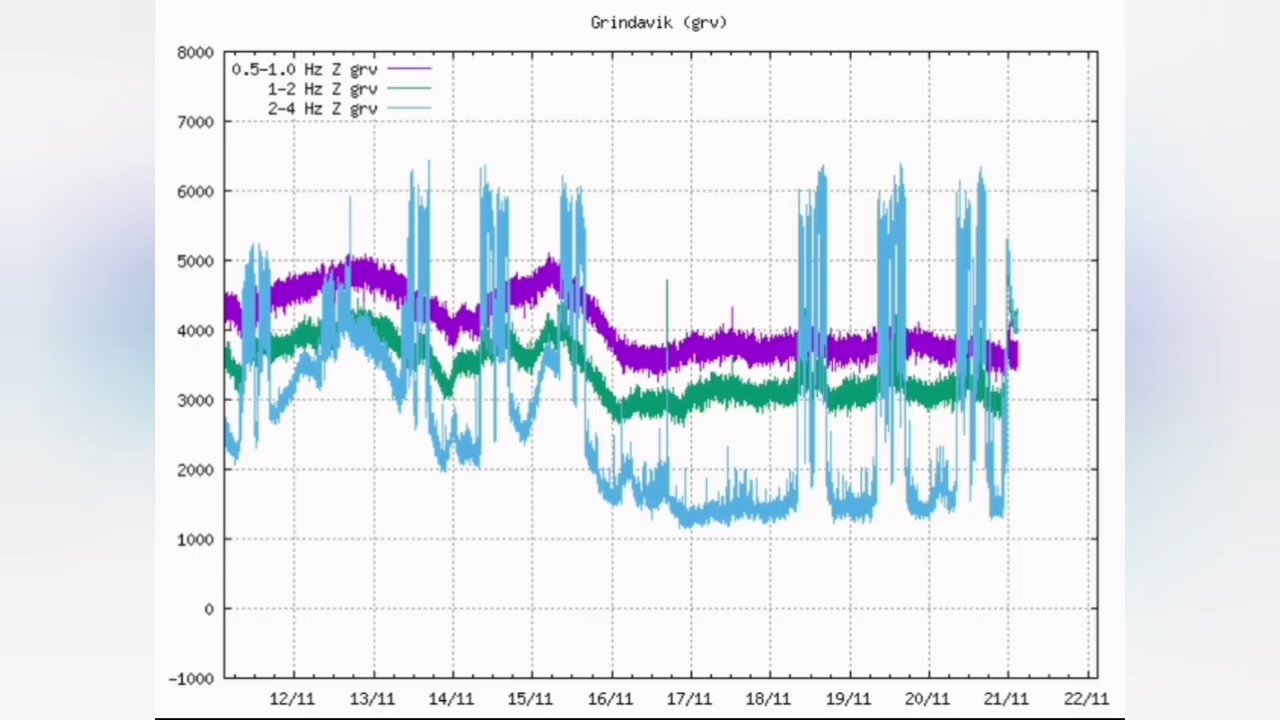 Grindavik (grv)
8000
7000
6000
5000
4000
3000
2000
1000
0
-1000
0.5-1.0 Hz Z grv
1-2 Hz Z grv
2-4 Hz Z grv
12/11 13/11 14/11 15/11 16/11 17/11 18/11 19/11 20/11 21/11 22/11